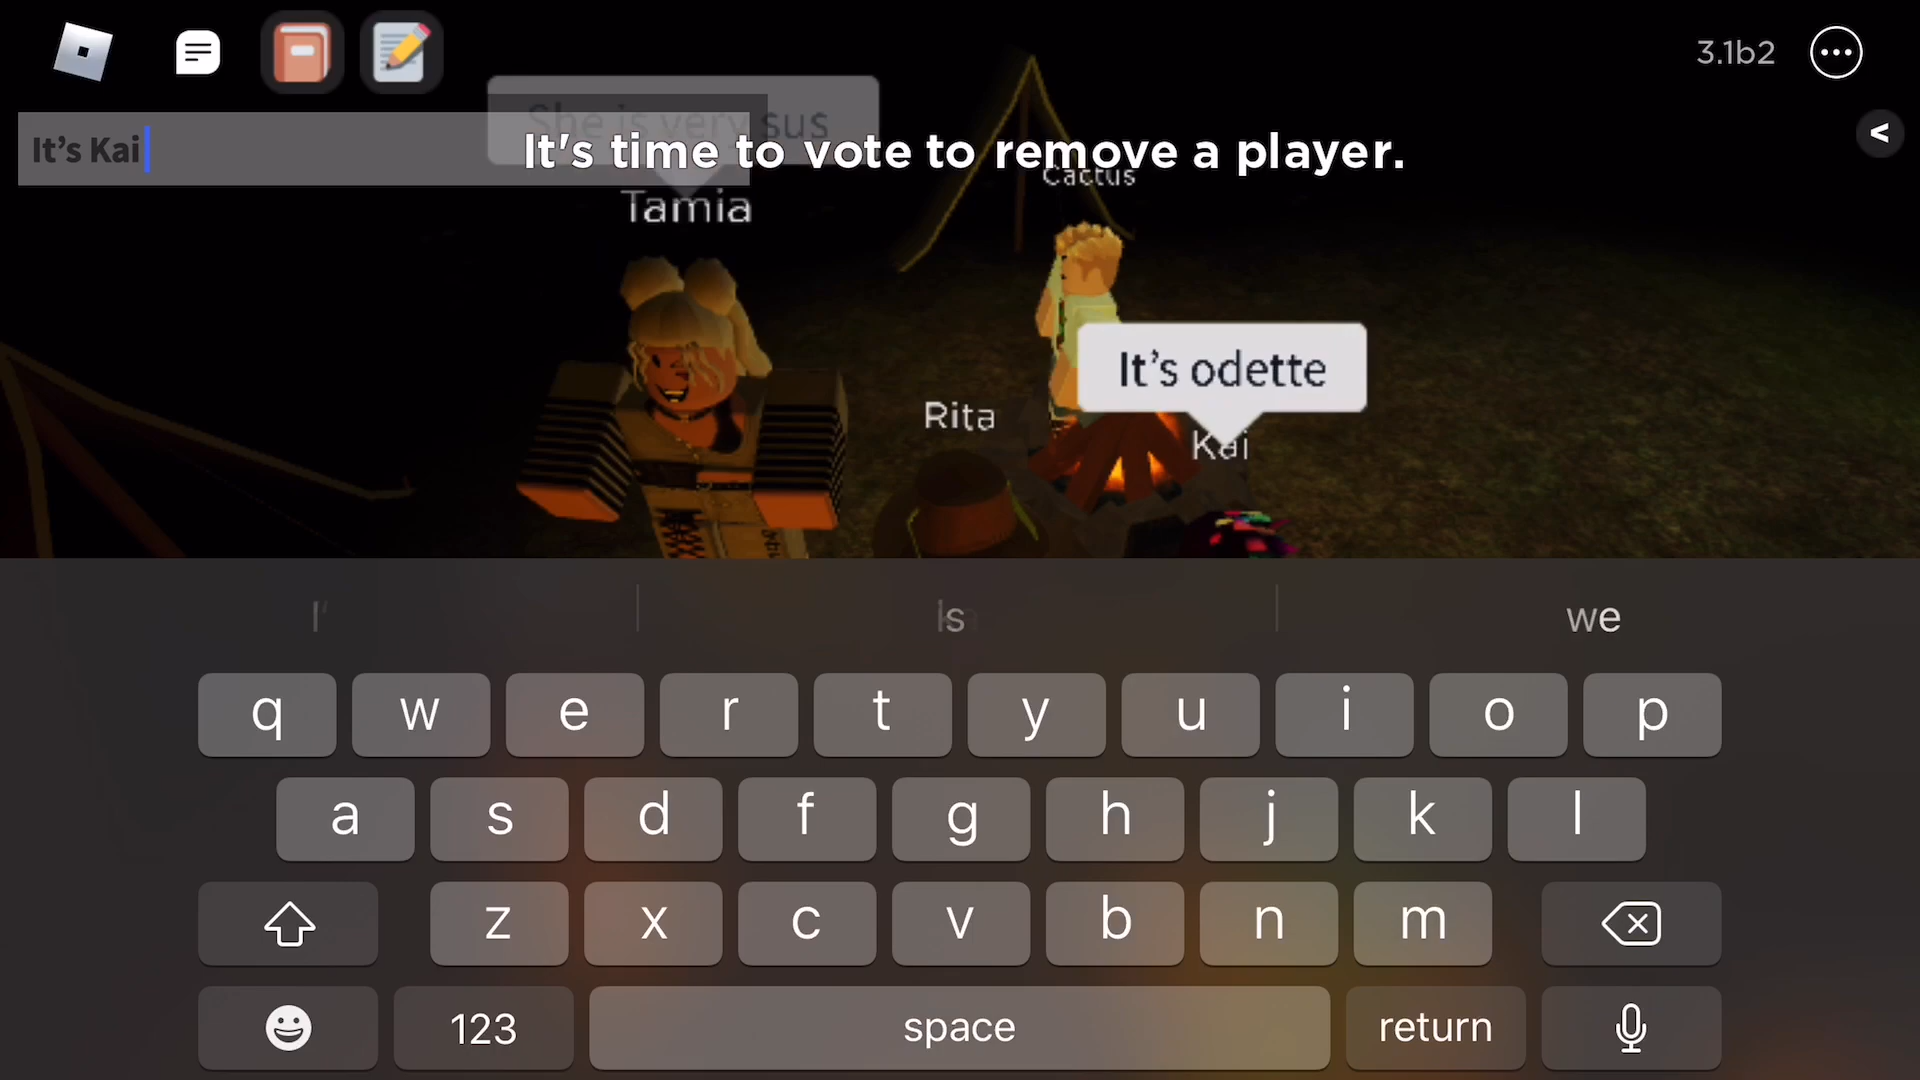 3.1b2
She is very sus
It’s Kai
It's time to vote to remove a player.
<
Cactus
Tamia
It’s odette
Rita
Kai
I'
is
we
q w e r t y u i o p
a s d f g h j k l
z x c v b n m
123
space
return